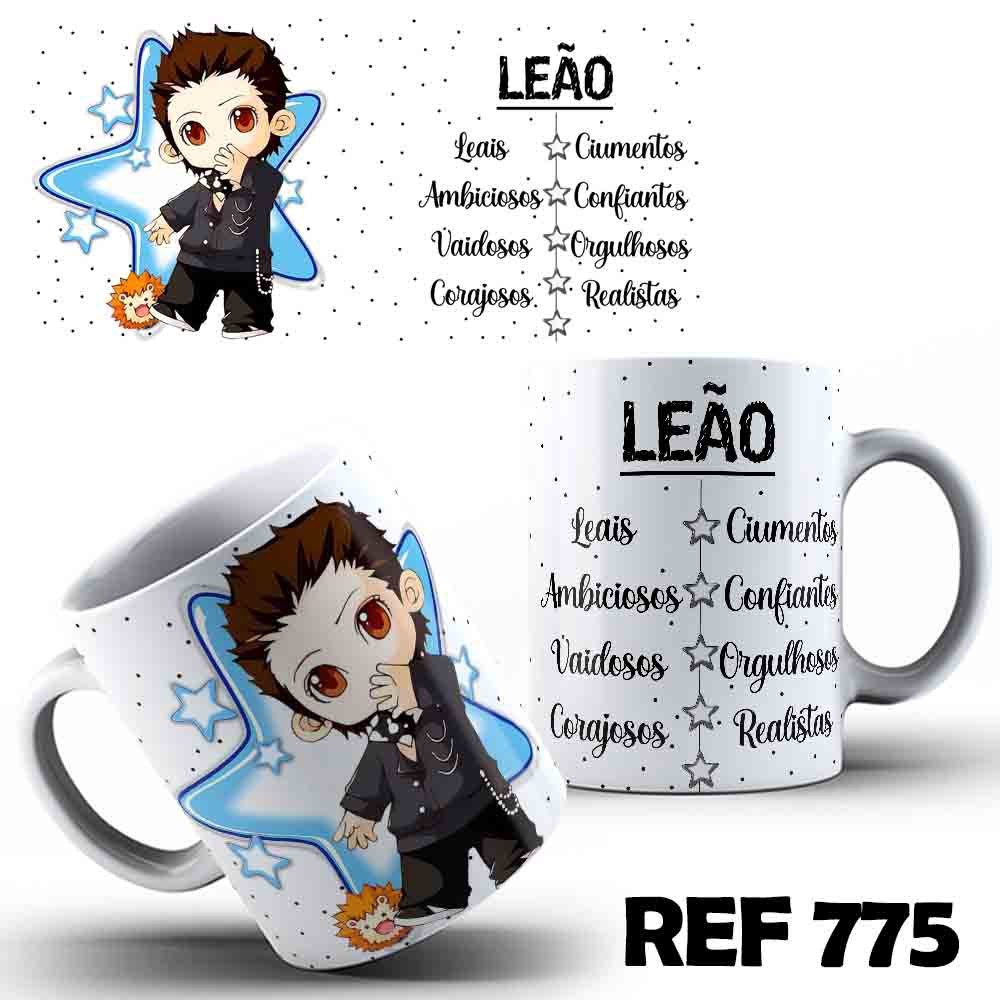 LEÃO
Leais Ciumentos
Ambiciosos Confiantes
Vaidosos Orgulhosos
Corajosos Realistas
LEÃO
Leais Ciumentos
Ambiciosos Confiantes
Vaidosos Orgulhosos
Corajosos Realistas
REF 775